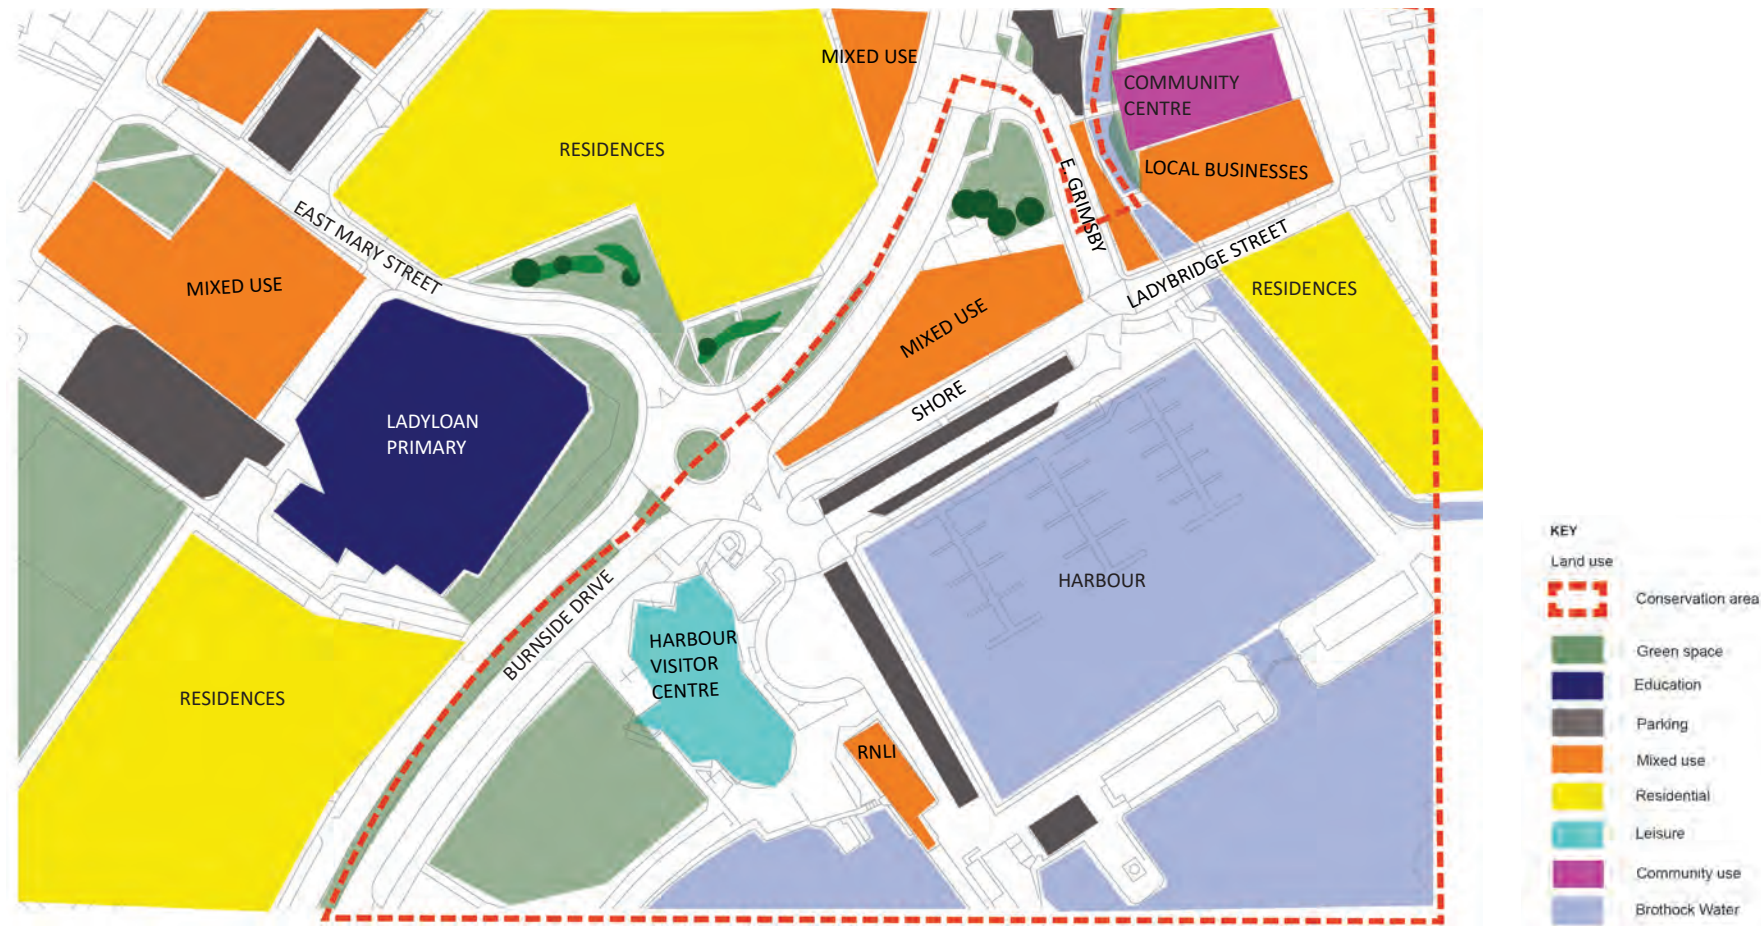 MIXED USE
COMMUNITY
CENTRE
RESIDENCES
LOCAL BUSINESSES
E. GRIMSBY
EAST MARY STREET
LADYBRIDGE STREET
MIXED USE
RESIDENCES
MIXED USE
SHORE
LADYLOAN
PRIMARY
HARBOUR
BURNSIDE DRIVE
HARBOUR
VISITOR
CENTRE
RESIDENCES
RNLI
KEY
Land use
Conservation area
Green space
Education
Parking
Mixed use
Residential
Leisure
Community use
Brothock Water